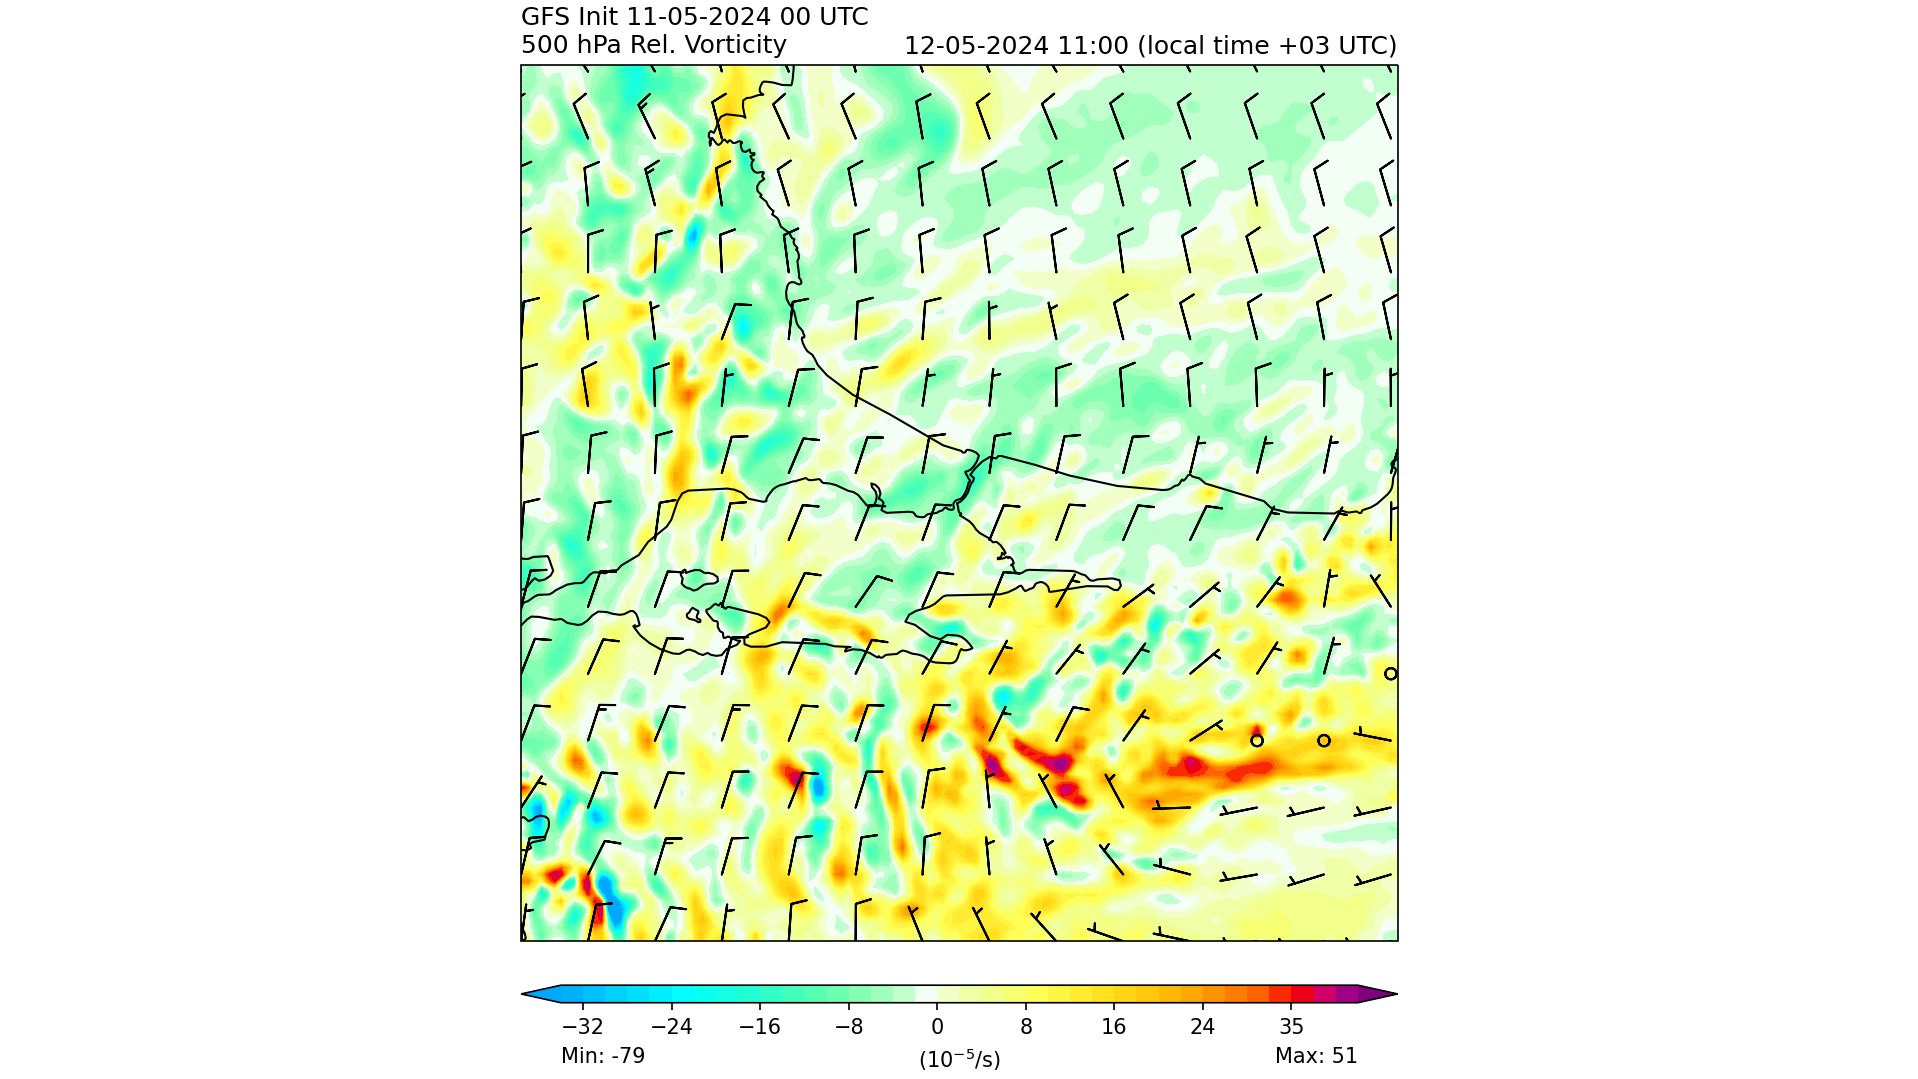 GFS Init 11-05-2024 00 UTC
500 hPa Rel. Vorticity
12-05-2024 11:00 (local time +03 UTC)
−32 −24 −16 −8 0 8 16 24 35
Min: -79 (10⁻⁵/s) Max: 51